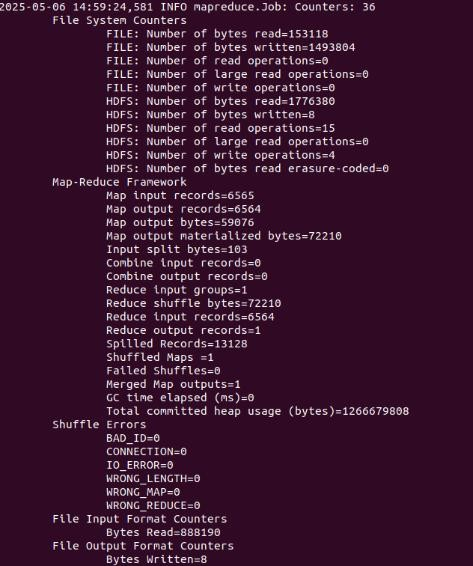 2025-05-06 14:59:24,581 INFO mapreduce.Job: Counters: 36
File System Counters
FILE: Number of bytes read=153118
FILE: Number of bytes written=1493804
FILE: Number of read operations=0
FILE: Number of large read operations=0
FILE: Number of write operations=0
HDFS: Number of bytes read=1776380
HDFS: Number of bytes written=8
HDFS: Number of read operations=15
HDFS: Number of large read operations=0
HDFS: Number of write operations=4
HDFS: Number of bytes read erasure-coded=0
Map-Reduce Framework
Map input records=6565
Map output records=6564
Map output bytes=59076
Map output materialized bytes=72210
Input split bytes=103
Combine input records=0
Combine output records=0
Reduce input groups=1
Reduce shuffle bytes=72210
Reduce input records=6564
Reduce output records=1
Spilled Records=13128
Shuffled Maps =1
Failed Shuffles=0
Merged Map outputs=1
GC time elapsed (ms)=0
Total committed heap usage (bytes)=1266679808
Shuffle Errors
BAD_ID=0
CONNECTION=0
IO_ERROR=0
WRONG_LENGTH=0
WRONG_MAP=0
WRONG_REDUCE=0
File Input Format Counters
Bytes Read=888190
File Output Format Counters
Bytes Written=8